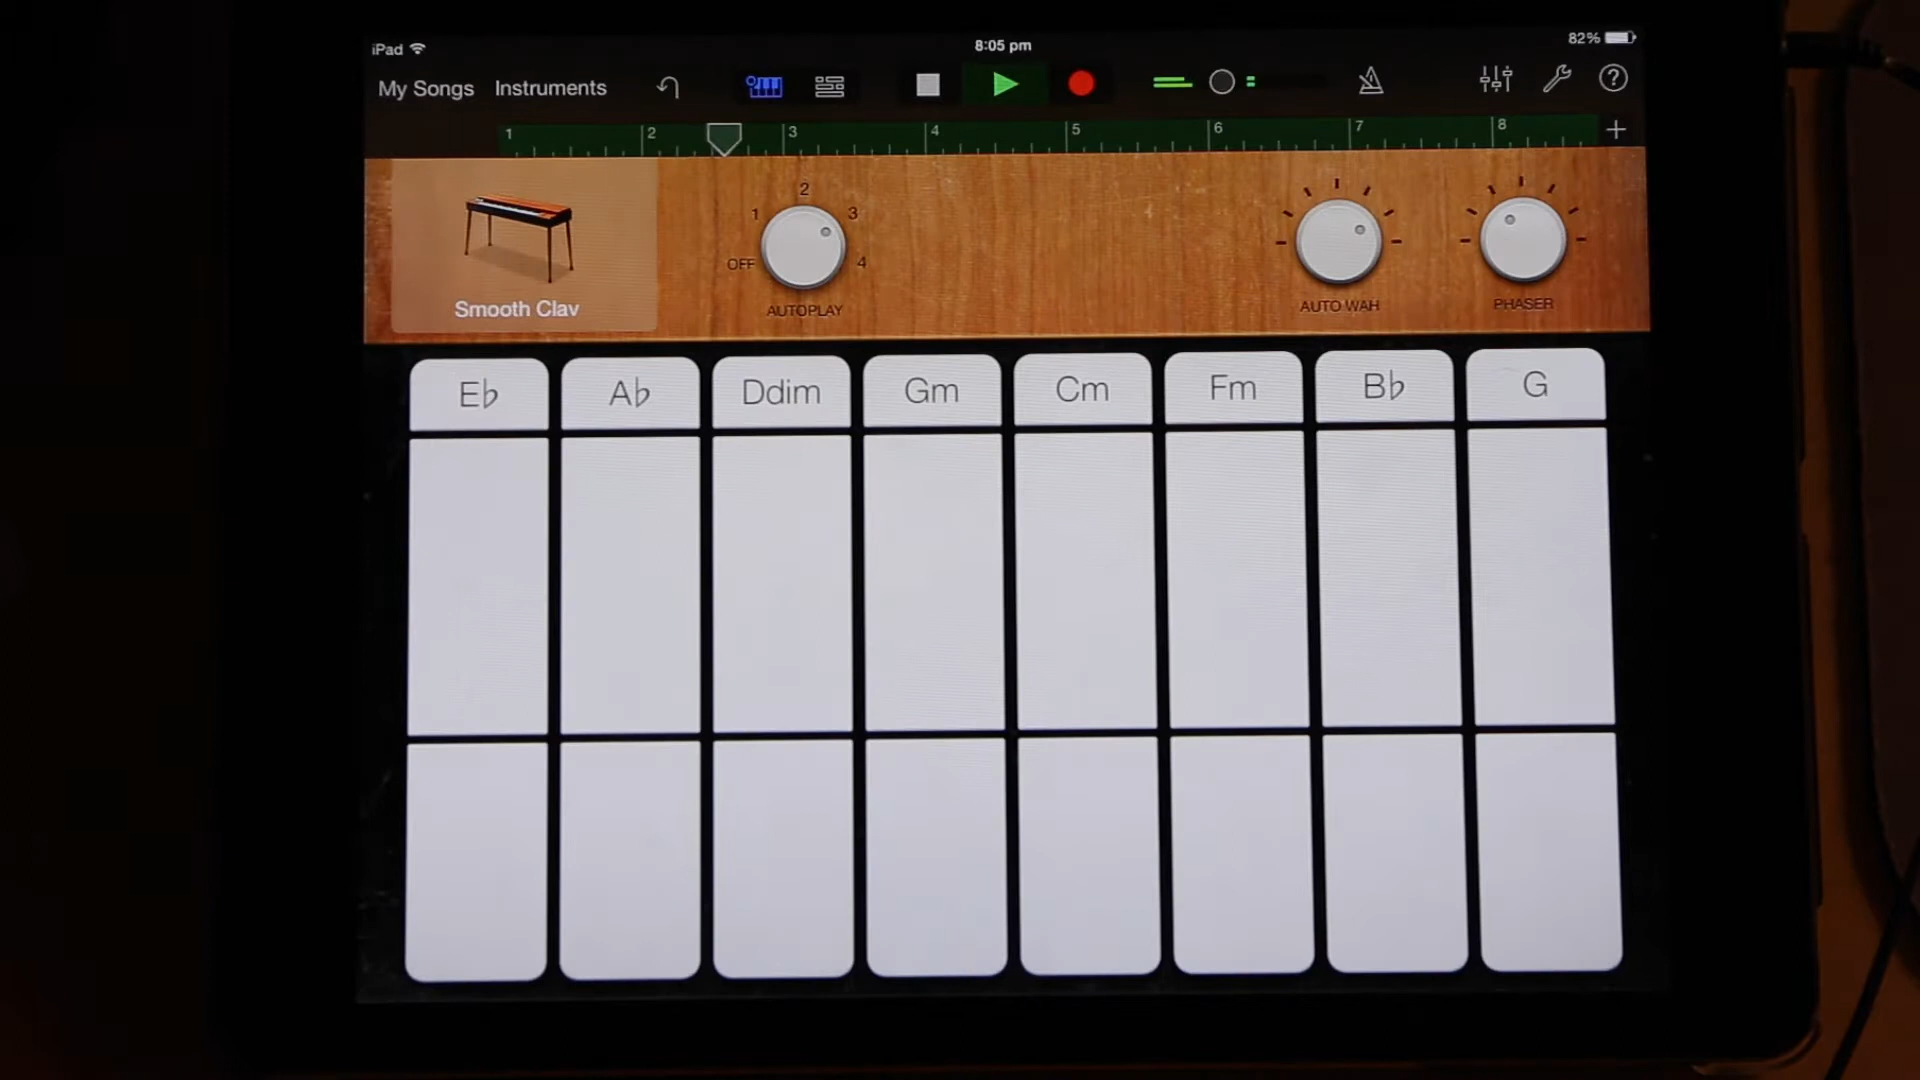 iPad
8:05 pm
82%
My Songs Instruments
1 2 3 4 5 6 7 8
Smooth Clav
OFF 1 2 3 4
AUTOPLAY
AUTO WAH
PHASER
E♭ A♭ Ddim Gm Cm Fm B♭ G